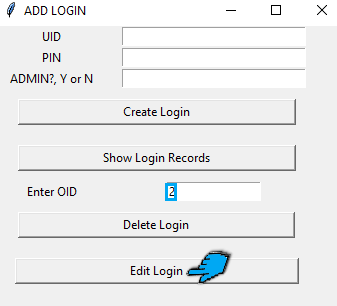 ADD LOGIN
UID
PIN
ADMIN?, Y or N
Create Login
Show Login Records
Enter OID 2
Delete Login
Edit Login